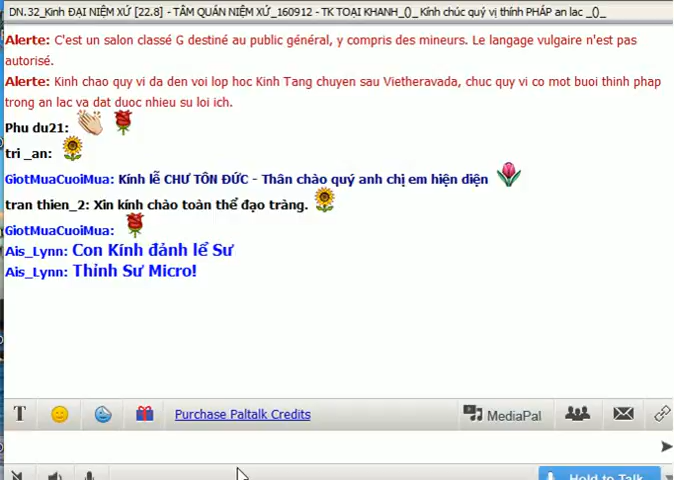 DN.32_Kinh ĐẠI NIỆM XỨ [22.8] - TÂM QUÁN NIỆM XỨ_160912 - TK TOẠI KHANH_()_ Kính chúc quý vị thính PHÁP an lac _()_
Alerte: C'est un salon classé G destiné au public général, y compris des mineurs. Le langage vulgaire n'est pas
autorisé.
Alerte: Kinh chao quy vi da den voi lop hoc Kinh Tang chuyen sau Vietheravada, chuc quy vi co mot buoi thinh phap
trong an lac va dat duoc nhieu su loi ich.
Phu du21:
tri _an:
GiotMuaCuoiMua: Kính lễ CHƯ TÔN ĐỨC - Thân chào quý anh chị em hiện diện
tran thien_2: Xin kính chào toàn thể đạo tràng.
GiotMuaCuoiMua:
Ais_Lynn: Con Kính đảnh lể Sư
Ais_Lynn: Thỉnh Sư Micro!
T Purchase Paltalk Credits MediaPal
Hold to Talk